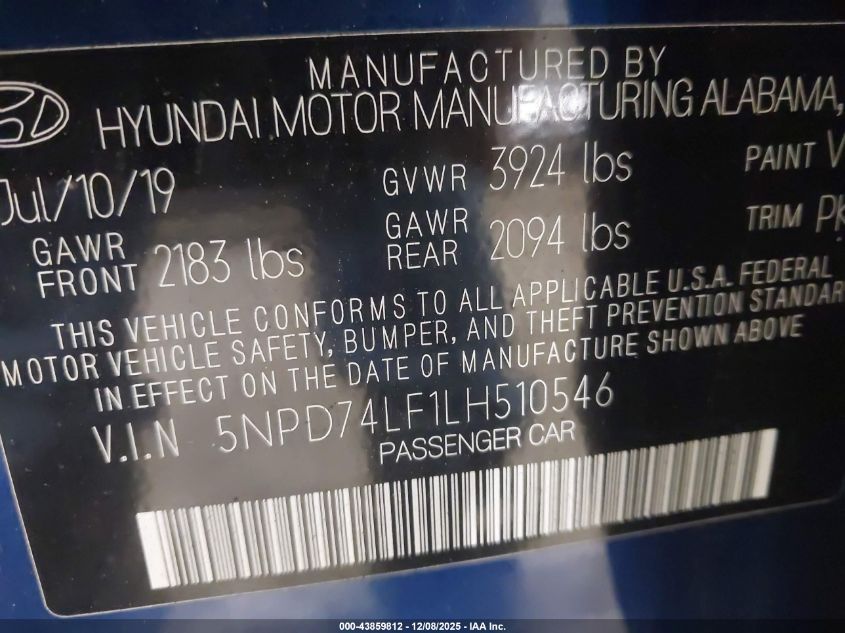 MANUFACTURED BY
HYUNDAI MOTOR MANUFACTURING ALABAMA,
Jul/10/19 GVWR 3924 lbs PAINT V
GAWR FRONT 2183 lbs GAWR REAR 2094 lbs TRIM PK
THIS VEHICLE CONFORMS TO ALL APPLICABLE U.S.A. FEDERAL
MOTOR VEHICLE SAFETY, BUMPER, AND THEFT PREVENTION STANDAR
IN EFFECT ON THE DATE OF MANUFACTURE SHOWN ABOVE
V.I.N 5NPD74LF1LH510546
PASSENGER CAR
000-43859812 - 12/08/2025 - IAA Inc.